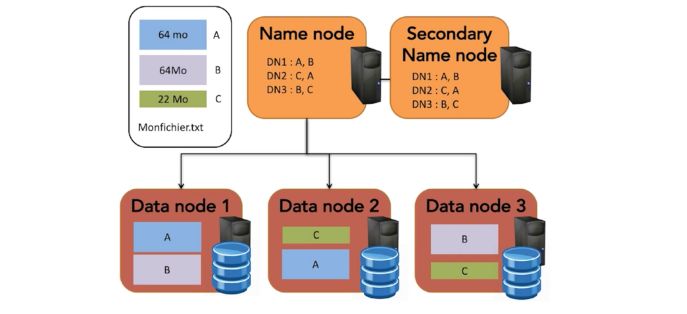 64 mo
A
64Mo
B
22 Mo
C
Monfichier.txt
Name node
DN1 : A, B
DN2 : C, A
DN3 : B, C
Secondary
Name node
DN1 : A, B
DN2 : C, A
DN3 : B, C
Data node 1
A
B
Data node 2
C
A
Data node 3
B
C